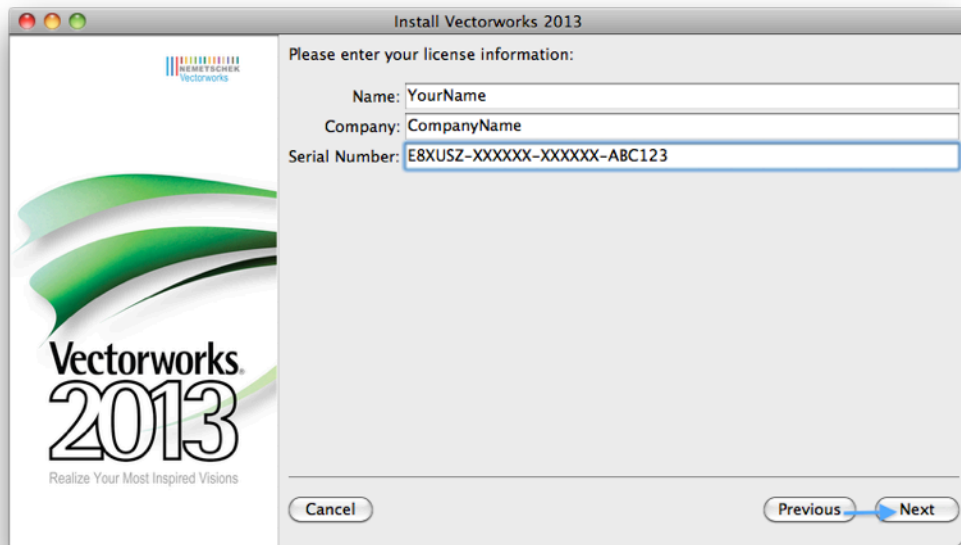 Install Vectorworks 2013
NEMETSCHEK
Vectorworks
Please enter your license information:
Name: YourName
Company: CompanyName
Serial Number: E8XUSZ-XXXXXX-XXXXXX-ABC123
Vectorworks®
2013
Realize Your Most Inspired Visions
Cancel Previous Next